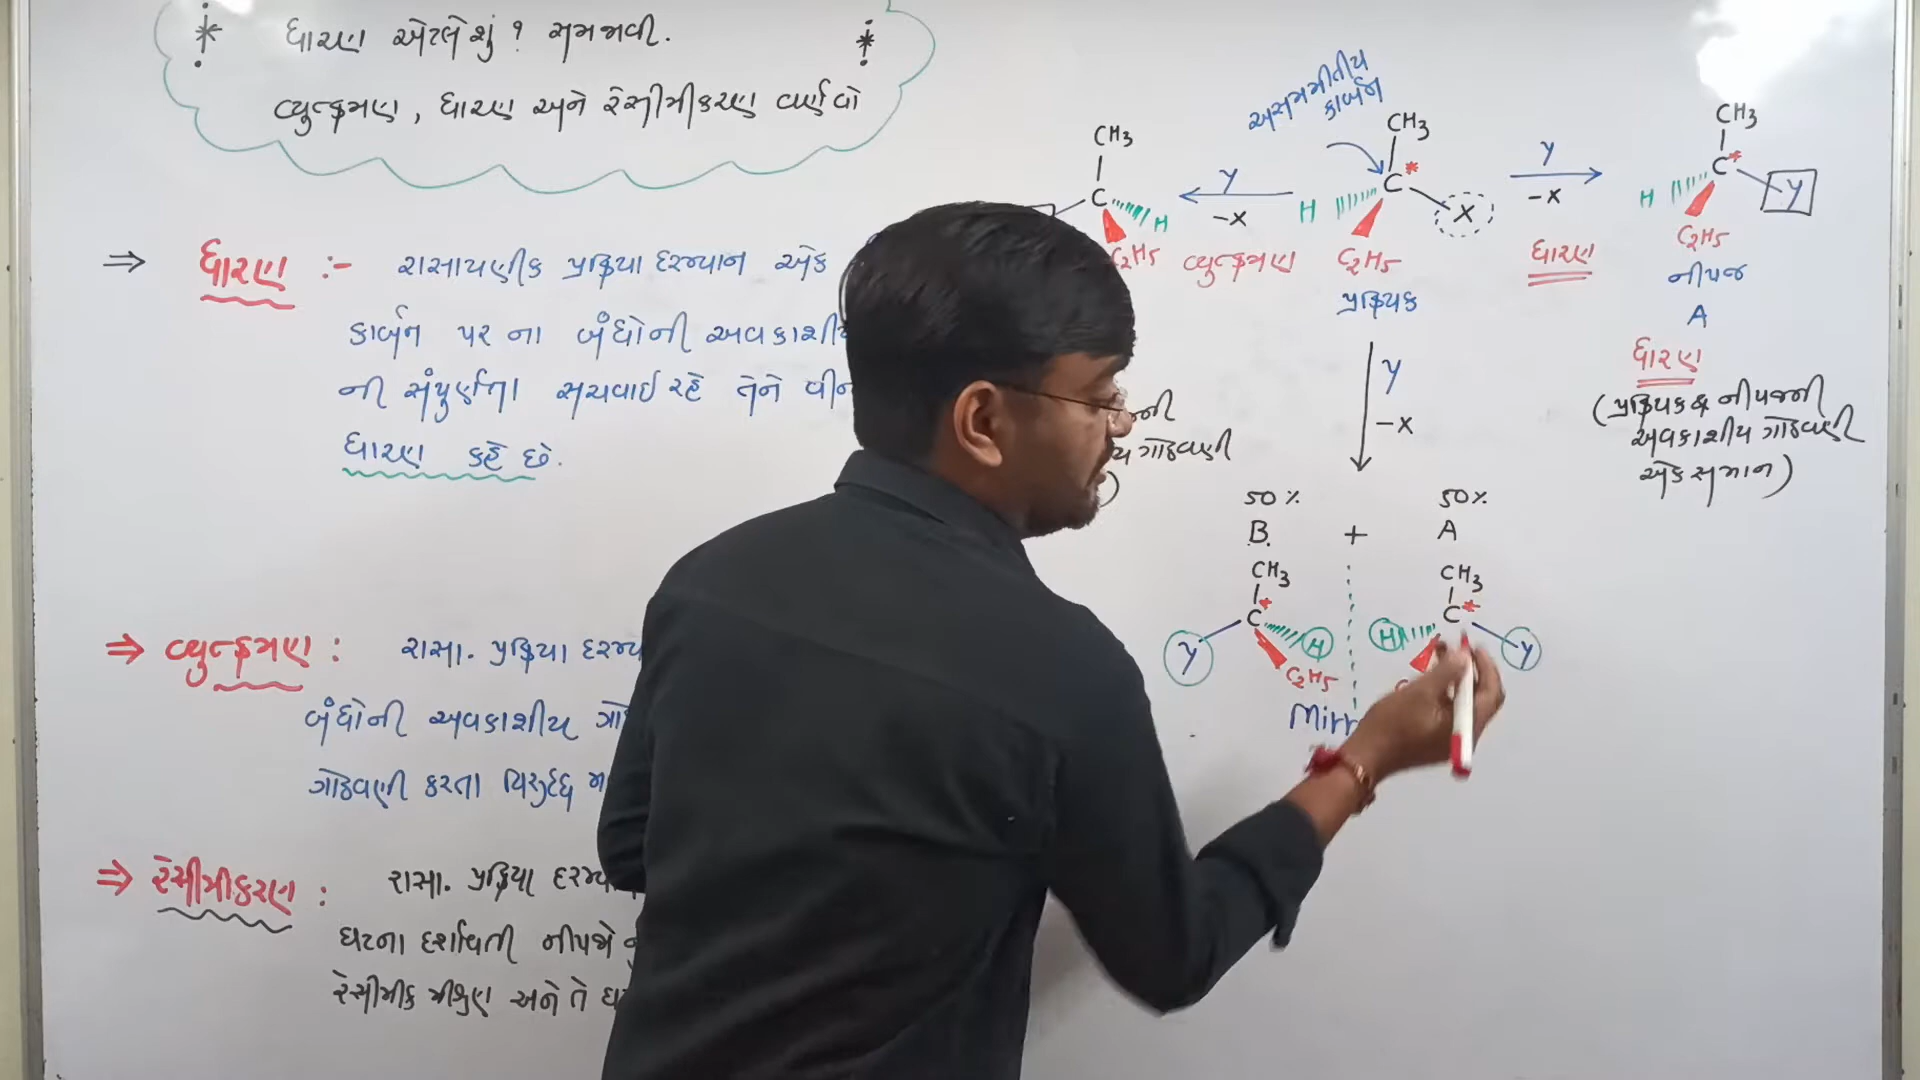 ધારણ એટલે શું? સમજાવી.
વ્યુત્ક્રમણ, ધારણ અને રેસીમીકરણ વર્ણવો
⇒ ધારણ :- રાસાયણીક પ્રક્રિયા દરમ્યાન એક
કાર્બન પર ના બંધોની
ની સંપુર્ણતા સચવાઈ રહે તેને
ધારણ કહે છે.
⇒ વ્યુત્ક્રમણ : રાસા. પ્રક્રિયા
બંધોની અવકાશીય
ગોઠવણી કરતા વિરુદ્ધ
⇒ રેસીમીકરણ : રાસા. પ્રક્રિયા
ઘટના દર્શાવતી નીપજો
રેસીમીક મીશ્રણ અને તે
CH3
C H
C2H5
Y
-X
વ્યુત્ક્રમણ
અસમમીતીય
કાર્બન
CH3
H C* X
C2H5
પ્રક્રિયક
Y
-X
ધારણ
CH3
H C* Y
C2H5
નીપજ
A
ધારણ
(પ્રક્રિયક & નીપજની
અવકાશીય ગોઠવણી
એક સમાન)
ગોઠવણી
Y
-X
50% 50%
B + A
CH3 CH3
C* C*
Y H H Y
C2H5